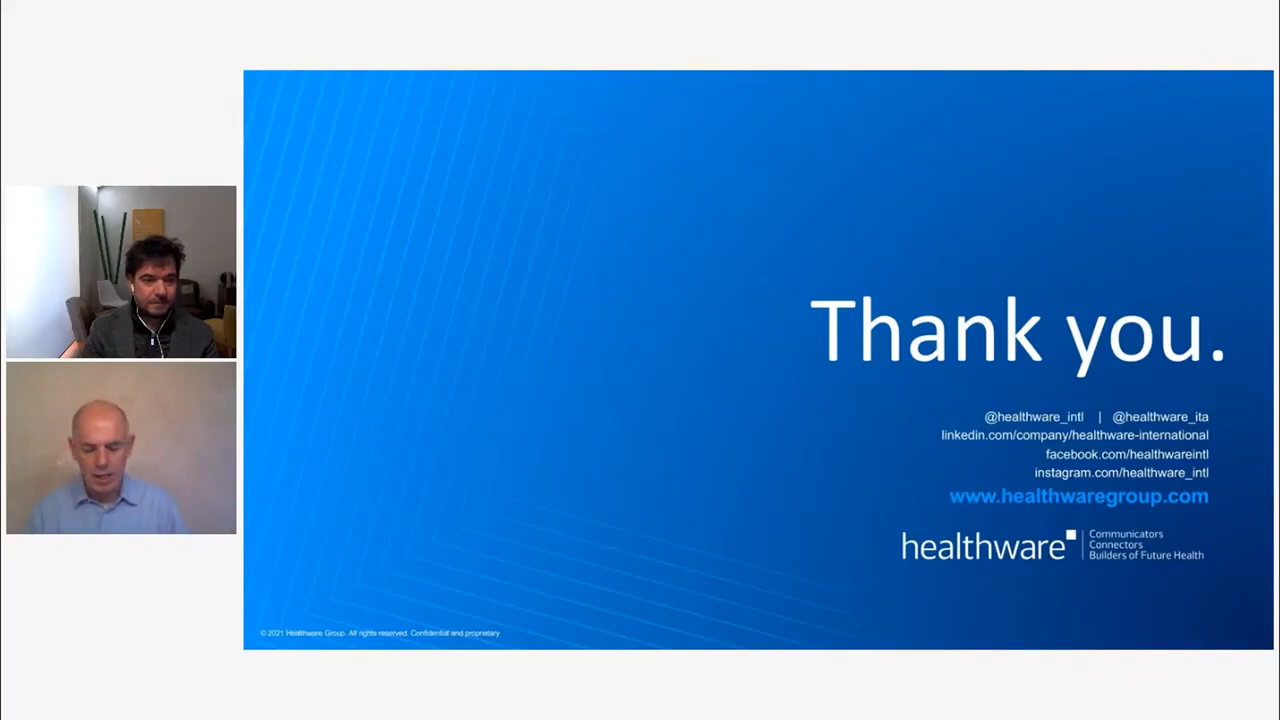 Thank you.
@healthware_intl | @healthware_ita
linkedin.com/company/healthware-international
facebook.com/healthwareintl
instagram.com/healthware_intl
www.healthwaregroup.com
healthware
Communicators
Connectors
Builders of Future Health
© 2021 Healthware Group. All rights reserved. Confidential and proprietary